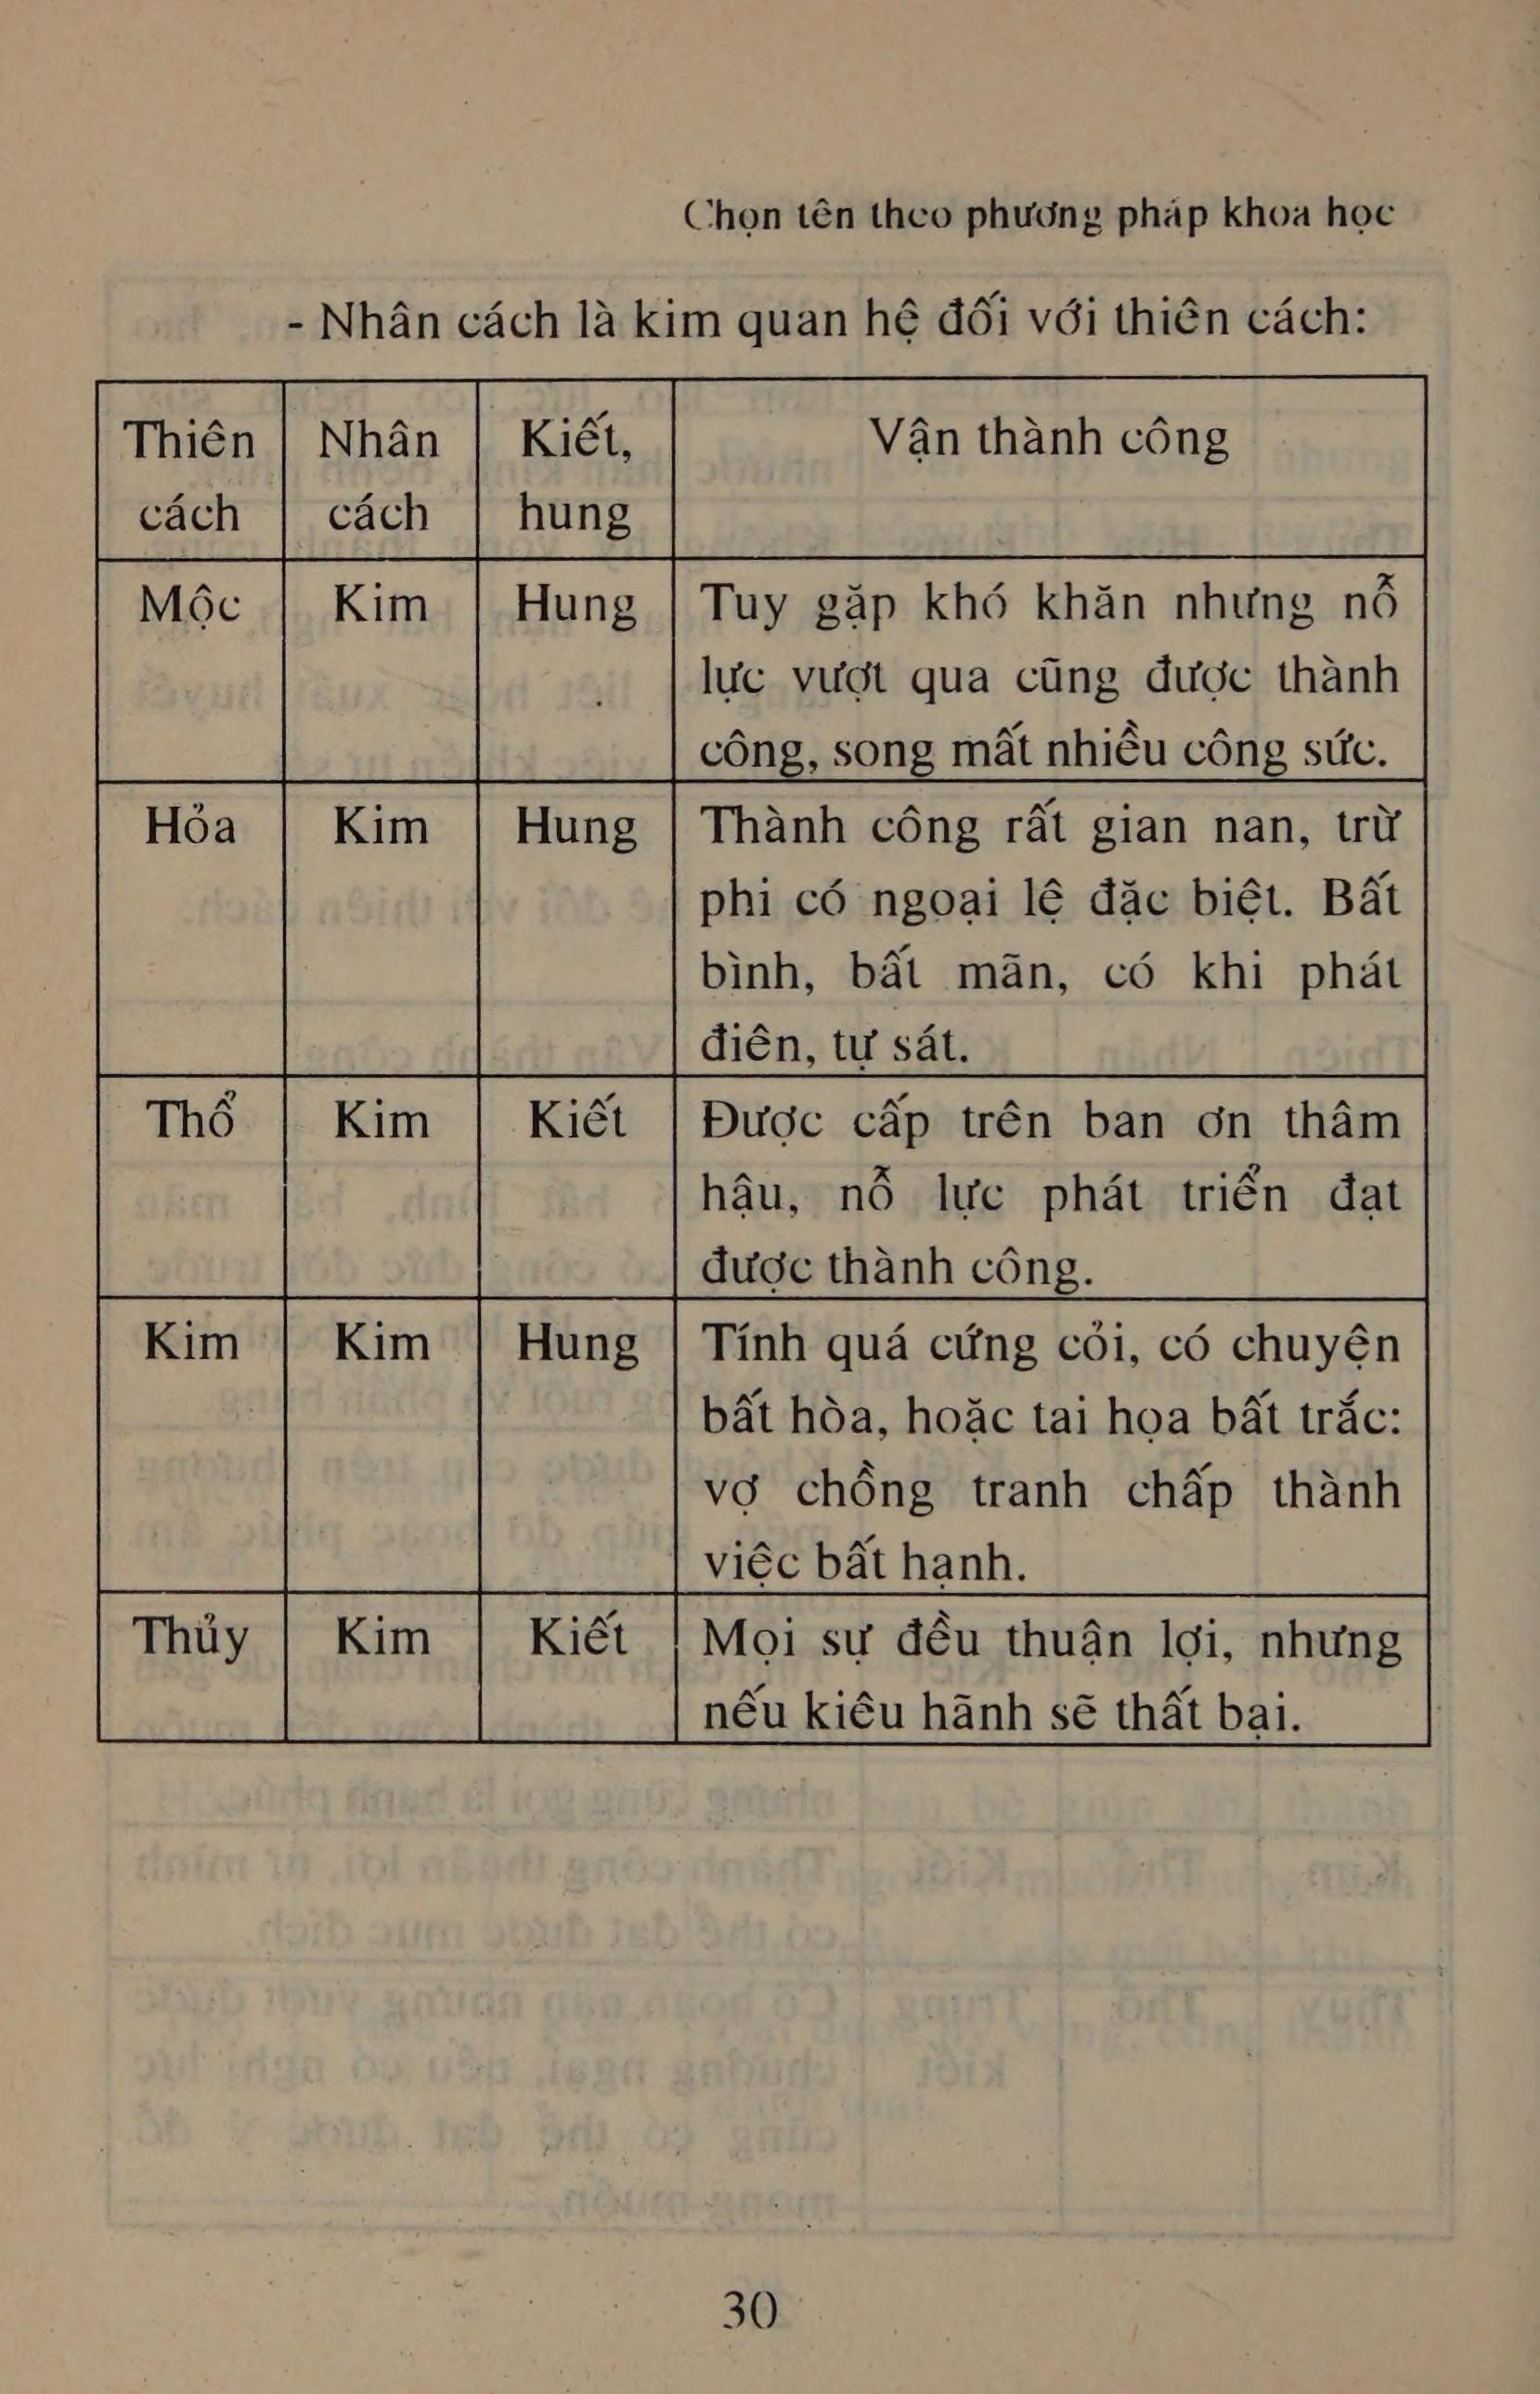 Chọn tên theo phương pháp khoa học
- Nhân cách là kim quan hệ đối với thiên cách:
Thiên cách | Nhân cách | Kiết, hung | Vận thành công
Mộc | Kim | Hung | Tuy gặp khó khăn nhưng nỗ
lực vượt qua cũng được thành
công, song mất nhiều công sức.
Hỏa | Kim | Hung | Thành công rất gian nan, trừ
phi có ngoại lệ đặc biệt. Bất
bình, bất mãn, có khi phát
điên, tự sát.
Thổ | Kim | Kiết | Được cấp trên ban ơn thâm
hậu, nỗ lực phát triển đạt
được thành công.
Kim | Kim | Hung | Tính quá cứng cỏi, có chuyện
bất hòa, hoặc tai họa bất trắc:
vợ chồng tranh chấp thành
việc bất hạnh.
Thủy | Kim | Kiết | Mọi sự đều thuận lợi, nhưng
nếu kiêu hãnh sẽ thất bại.
30